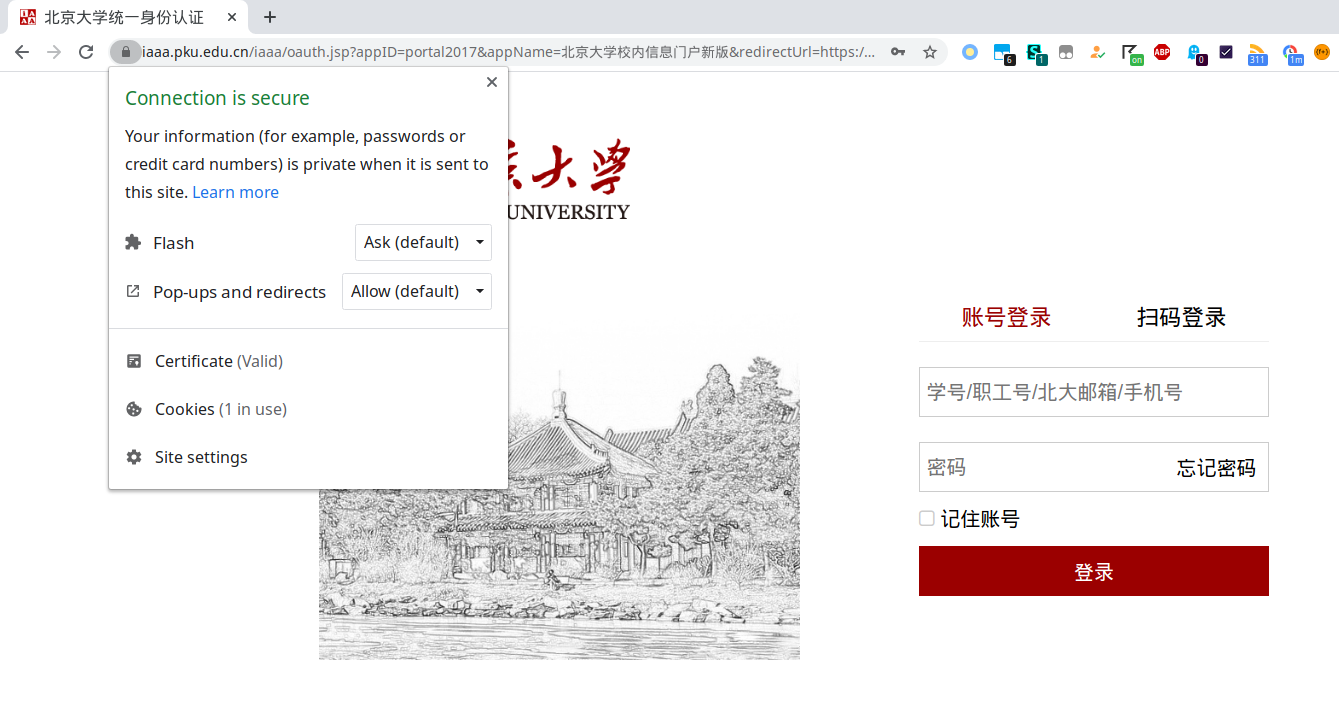 北京大学统一身份认证
iaaa.pku.edu.cn/iaaa/oauth.jsp?appID=portal2017&appName=北京大学校内信息门户新版&redirectUrl=https:/...
6
1
on
ABP
0
311
1m
Connection is secure
Your information (for example, passwords or
credit card numbers) is private when it is sent to
this site. Learn more
Flash
Ask (default)
Pop-ups and redirects
Allow (default)
Certificate (Valid)
Cookies (1 in use)
Site settings
大学
UNIVERSITY
账号登录
扫码登录
学号/职工号/北大邮箱/手机号
密码
忘记密码
记住账号
登录